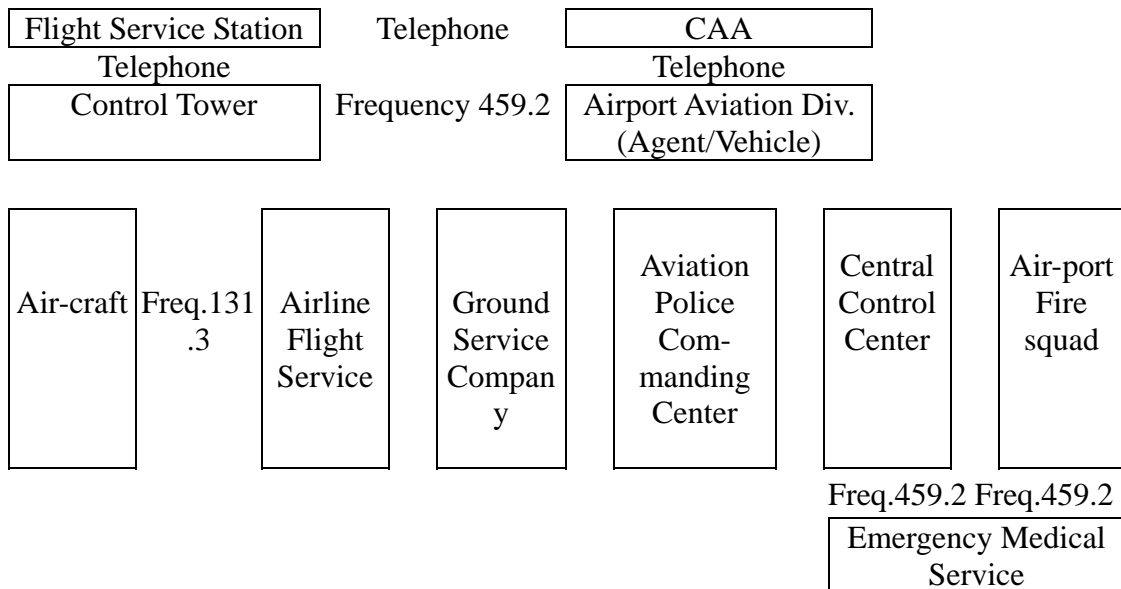 Flight Service Station Telephone CAA
Telephone Telephone
Control Tower Frequency 459.2 Airport Aviation Div.
(Agent/Vehicle)
Air-craft
Freq.131
.3
Airline
Flight
Service
Ground
Service
Compan
y
Aviation
Police
Com-
manding
Center
Central
Control
Center
Air-port
Fire
squad
Freq.459.2 Freq.459.2
Emergency Medical
Service